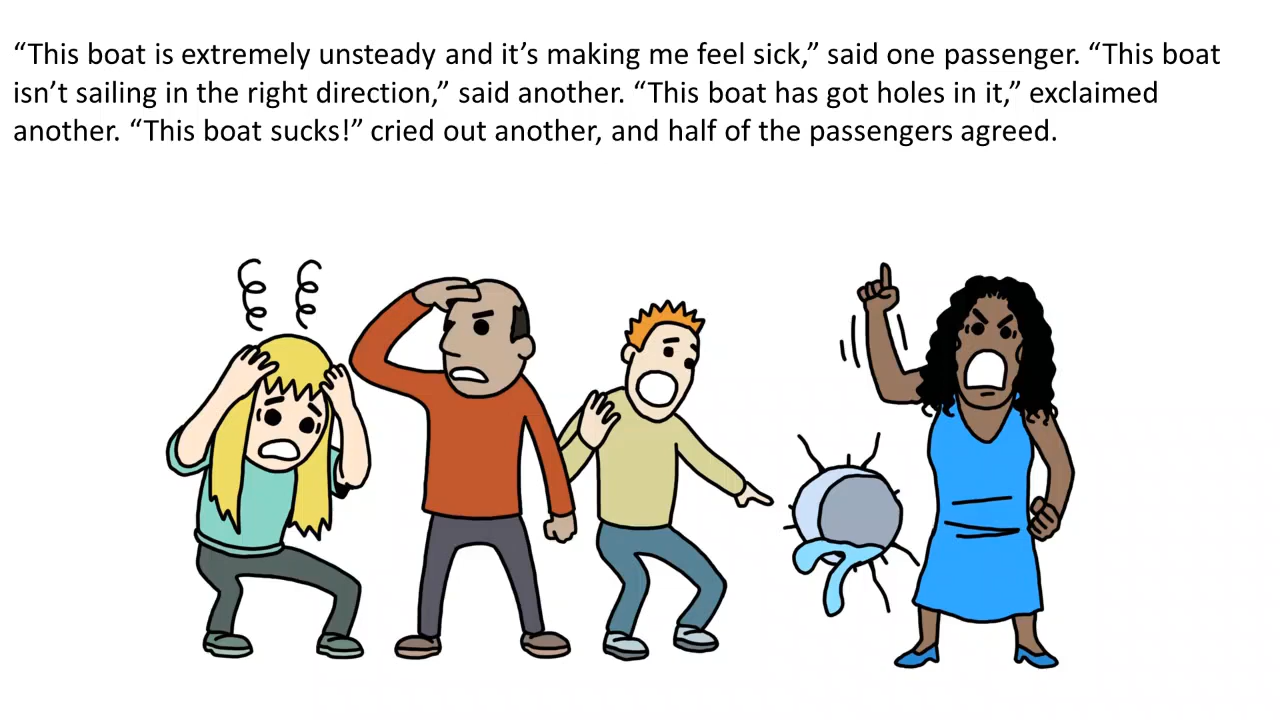 “This boat is extremely unsteady and it’s making me feel sick,” said one passenger. “This boat
isn’t sailing in the right direction,” said another. “This boat has got holes in it,” exclaimed
another. “This boat sucks!” cried out another, and half of the passengers agreed.